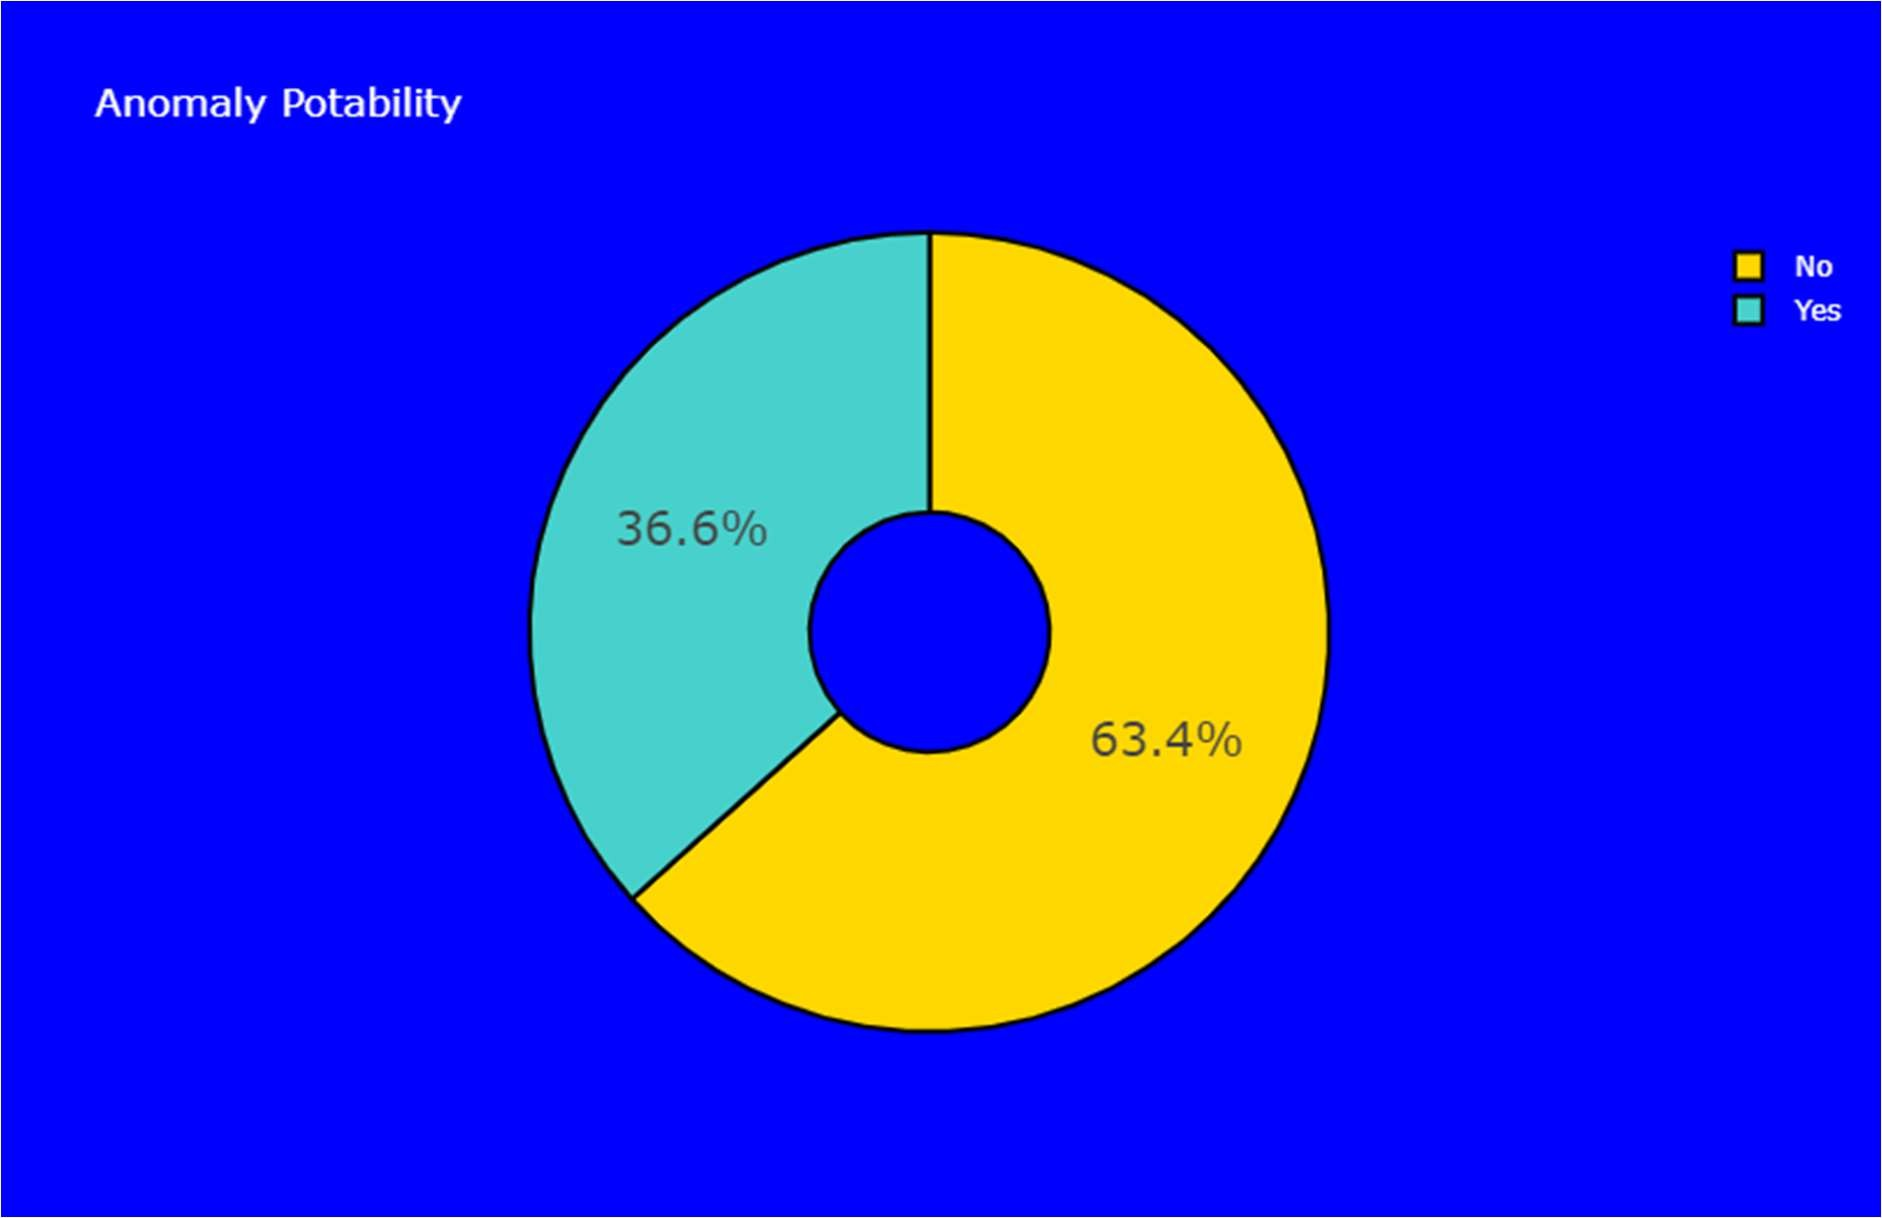 Anomaly Potability
No
Yes
36.6%
63.4%